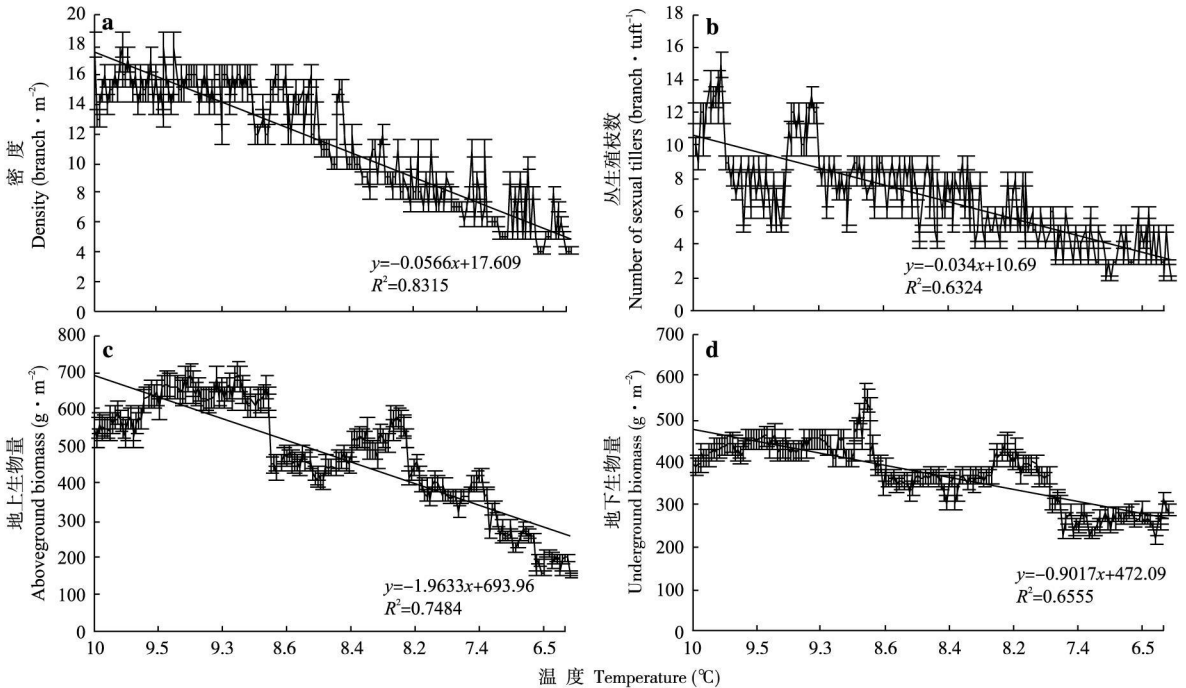 a
密 度
Density (branch · m-2)
20
18
16
14
12
10
8
6
4
2
0
y=-0.0566x+17.609
R2=0.8315
b
丛生殖枝数
Number of sexual tillers (branch · tuft-1)
18
16
14
12
10
8
6
4
2
0
y=-0.034x+10.69
R2=0.6324
c
地上生物量
Aboveground biomass (g · m-2)
800
700
600
500
400
300
200
100
0
y=-1.9633x+693.96
R2=0.7484
10 9.5 9.3 8.6 8.4 8.2 7.4 6.5
d
地下生物量
Underground biomass (g · m-2)
700
600
500
400
300
200
100
0
y=-0.9017x+472.09
R2=0.6555
10 9.5 9.3 8.6 8.4 8.2 7.4 6.5
温 度 Temperature (℃)